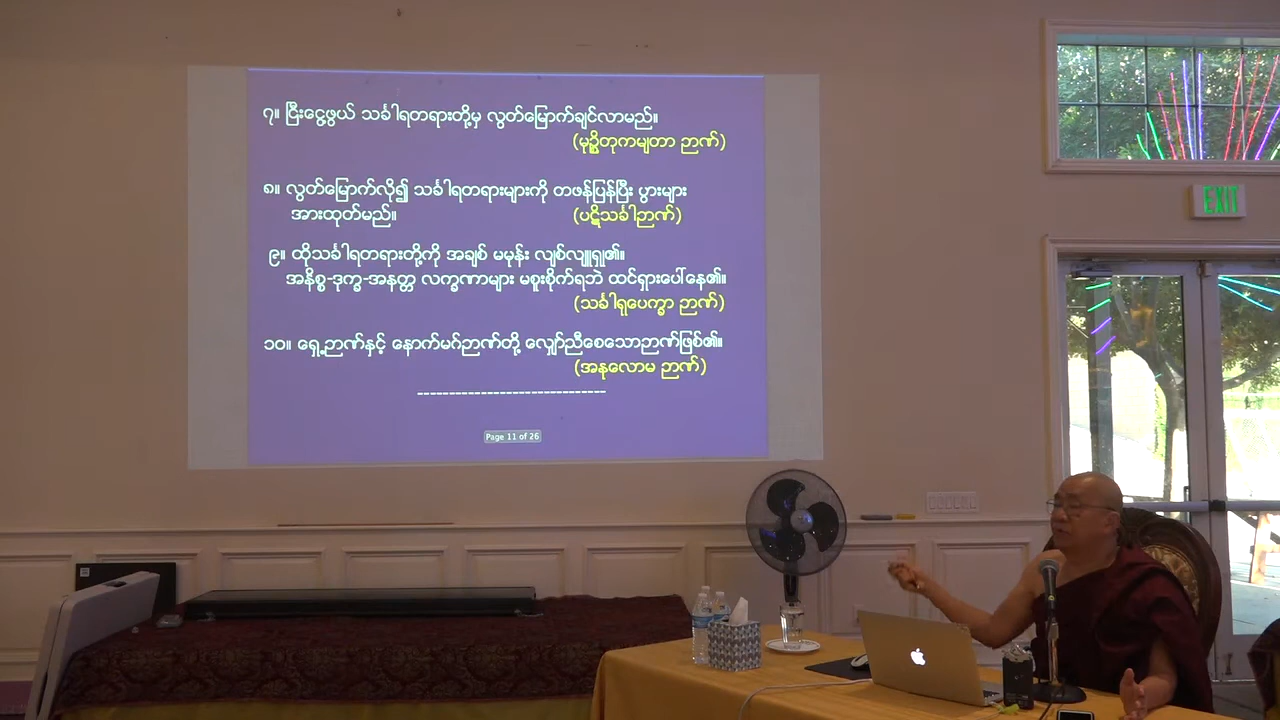 ၇။ ငြီးငွေ့ဖွယ် သင်္ခါရတရားတို့မှ လွတ်မြောက်ချင်လာမည်။
(မုဉ္စိတုကမျတာ ဉာဏ်)
၈။ လွတ်မြောက်လို၍ သင်္ခါရတရားများကို တဖန်ပြန်ပြီး ပွားများ
အားထုတ်မည်။ (ပဋိသင်္ခါဉာဏ်)
၉။ ထိုသင်္ခါရတရားတို့ကို အချစ် မမုန်း လျစ်လျူရှု၏။
အနိစ္စ-ဒုက္ခ-အနတ္တ လက္ခဏာများ မစူးစိုက်ရဘဲ ထင်ရှားပေါ်နေ၏။
(သင်္ခါရုပေက္ခာ ဉာဏ်)
၁၀။ ရှေ့ဉာဏ်နှင့် နောက်မဂ်ဉာဏ်တို့ လျှော်ညီစေသောဉာဏ်ဖြစ်၏။
(အနုလောမ ဉာဏ်)
------------------------------
Page 11 of 26
EXIT